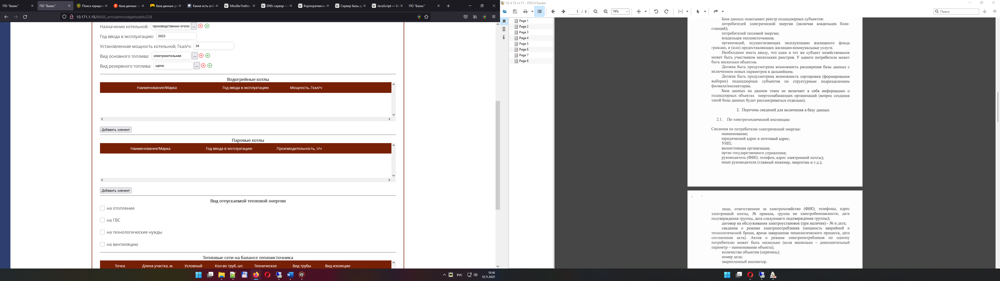 ПО "Базис"
ПО "Базис"
Поиск юридиче
база данных —
база данных pn
Какие есть onli
Mozilla Firefox -
DNS-сервер —
Корпоративная
Сервер базы да
JavaScript — Ви
ПО "Базис"
10.171.1.15/BASIS_arm/admin/objects/edit/228
Назначение котельной: производственно-отопи ...
Год ввода в эксплуатацию: 2023
Установленная мощность котельной, Гкал/ч: 34
Вид основного топлива: электрокотельная ...
Вид резервного топлива: щепа ...
Водогрейные котлы
Наименование/Марка Год ввода в эксплуатацию Мощность, Гкал/ч
Добавить элемент
Паровые котлы
Наименование/Марка Год ввода в эксплуатацию Производительность, т/ч
Добавить элемент
Вид отпускаемой тепловой энергии
на отопление
на ГВС
на технологические нужды
на вентиляцию
Тепловые сети на балансе теплоисточника
Точка Длина участка, м. Условный Кол-во труб, шт. Техническое Вид трубы Вид изоляции
РУС
15:16
12.11.2021
03-6 ТЗ от ГУ - PDF24 Reader
3 / 8
74%
Поиск
Page 1
Page 2
Page 3
Page 4
Page 5
Page 6
Page 7
Page 8
База данных охватывает реестр поднадзорных субъектов:
потребителей электрической энергии (включая владельцев блок-
станций);
потребителей тепловой энергии;
владельцев теплоисточников;
организаций, осуществляющих эксплуатацию жилищного фонда
граждан, и (или) предоставляющих жилищно-коммунальные услуги.
Необходимо иметь ввиду, что один и тот же субъект хозяйствования
может быть участником нескольких реестров. У одного потребителя может
быть несколько объектов.
Должна быть предусмотрена возможность расширения базы данных с
включением новых параметров в дальнейшем.
Должна быть предусмотрена возможность сортировки (формирования
выборки) поднадзорных субъектов по структурным подразделениям
филиала/инспекторам.
База данных на данном этапе не включает в себя информацию о
поднадзорных объектах энергоснабжающих организаций (вопрос создания
такой базы данных будет рассматриваться отдельно).
2. Перечень сведений для включения в базу данных
2.1. По электротехнической инспекции:
Сведения по потребителю электрической энергии:
наименование;
юридический адрес и почтовый адрес;
УНП;
вышестоящая организация;
орган государственного управления;
руководитель (ФИО, телефон, адрес электронной почты);
иные руководители (главный инженер, энергетик и т.д.);
лицо, ответственное за электрохозяйство (ФИО, телефоны, адрес
электронной почты, № приказа, группа по электробезопасности, дата
подтверждения группы, дата следующего подтверждения группы);
договор на обслуживание электроустановок (при наличии) - № и дата;
сведения о режиме электропотребления (мощность аварийной и
технологической брони, время завершения технологического процесса, дата
составления акта). Актов о режиме электропотребления по одному
потребителю может быть несколько (если несколько – дополнительный
параметр – наименование объекта);
количество объектов (перечень);
номер дела;
закрепленный инспектор.